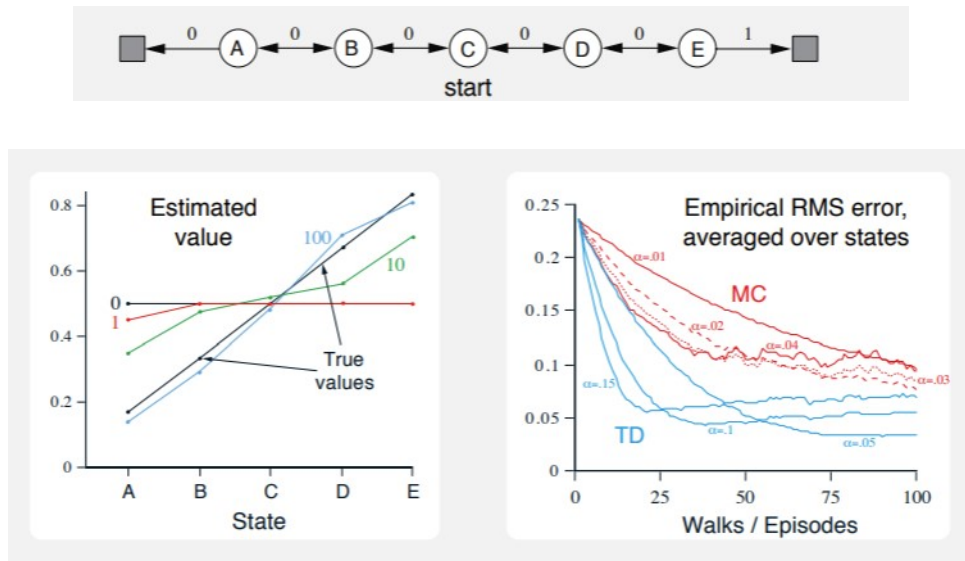 0 0 0 0 0 1
A B C D E
start
Estimated
value
0.8
0.6
0.4
0.2
0
100
10
0
1
True
values
A B C D E
State
Empirical RMS error,
averaged over states
0.25
0.2
0.15
0.1
0.05
0
α=.01
MC
α=.02
α=.04
α=.03
α=.15
TD
α=.1
α=.05
0 25 50 75 100
Walks / Episodes